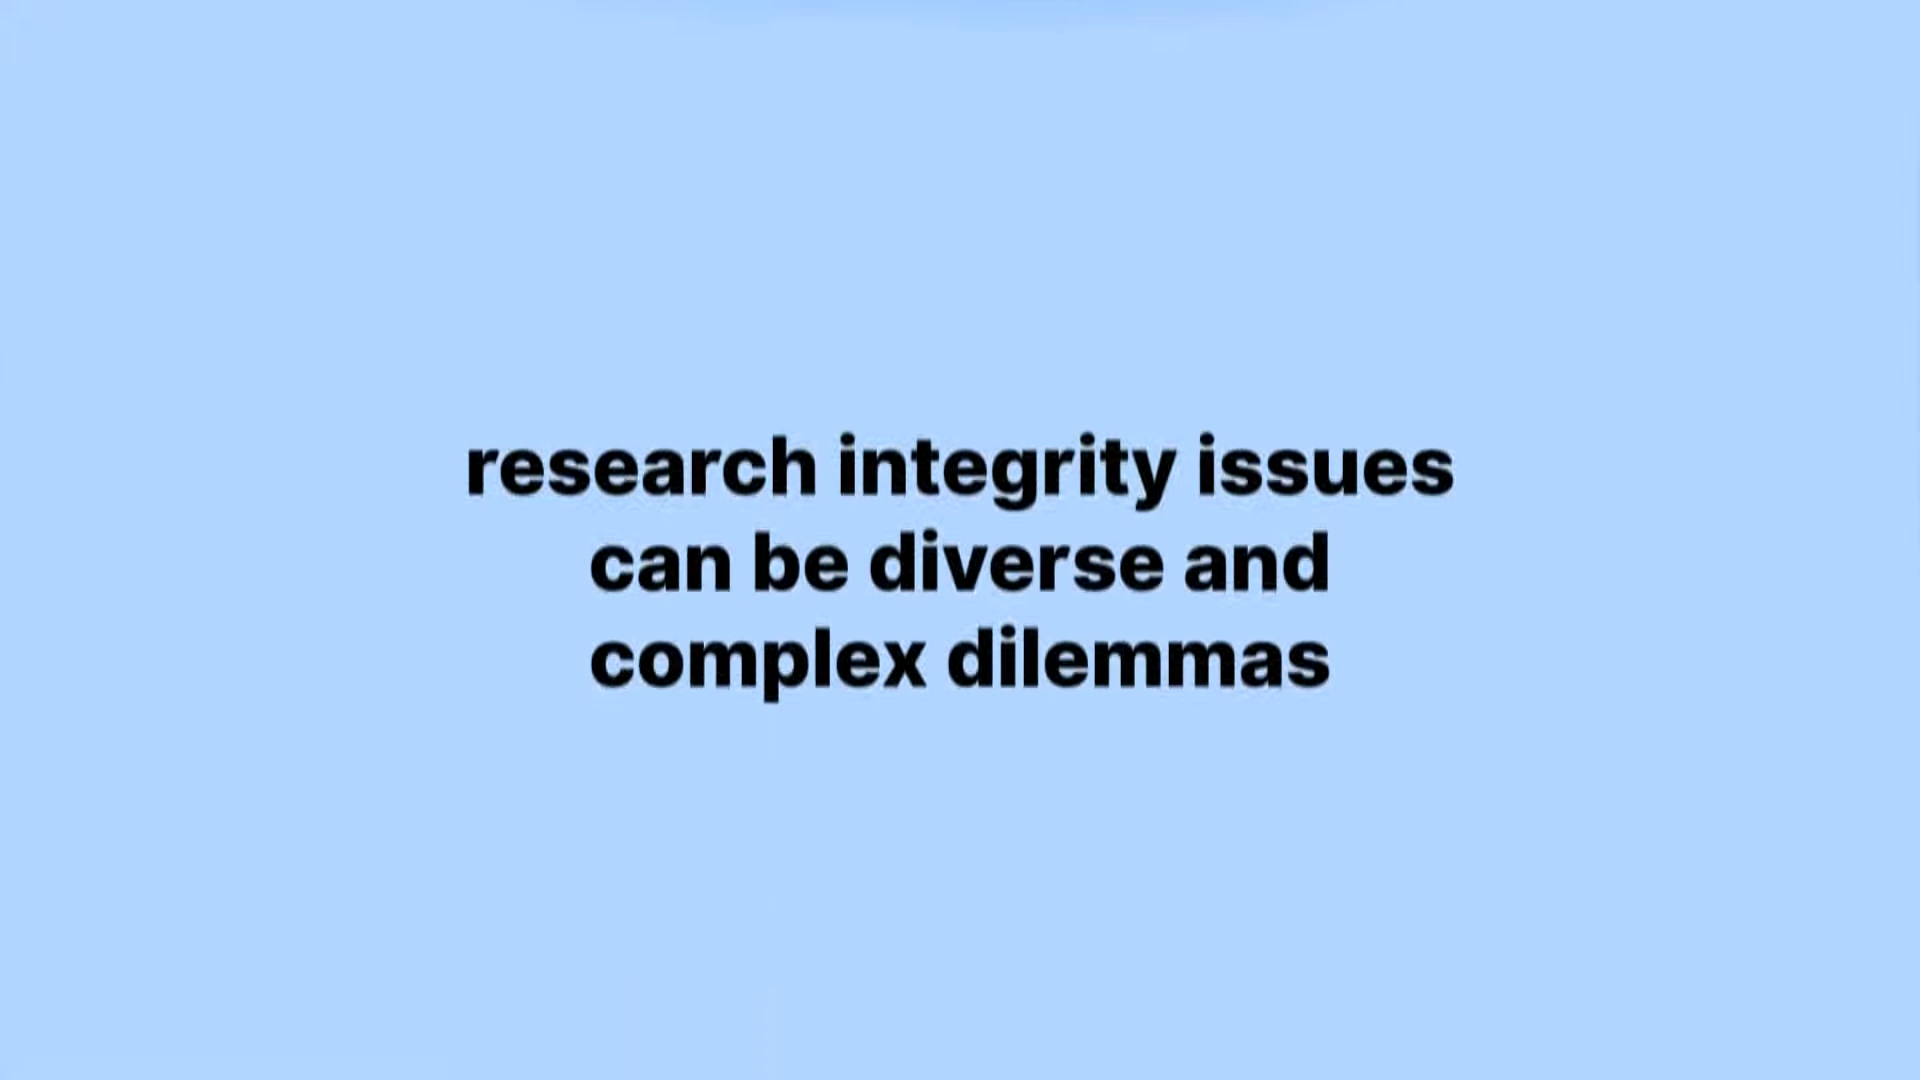 research integrity issues
can be diverse and
complex dilemmas